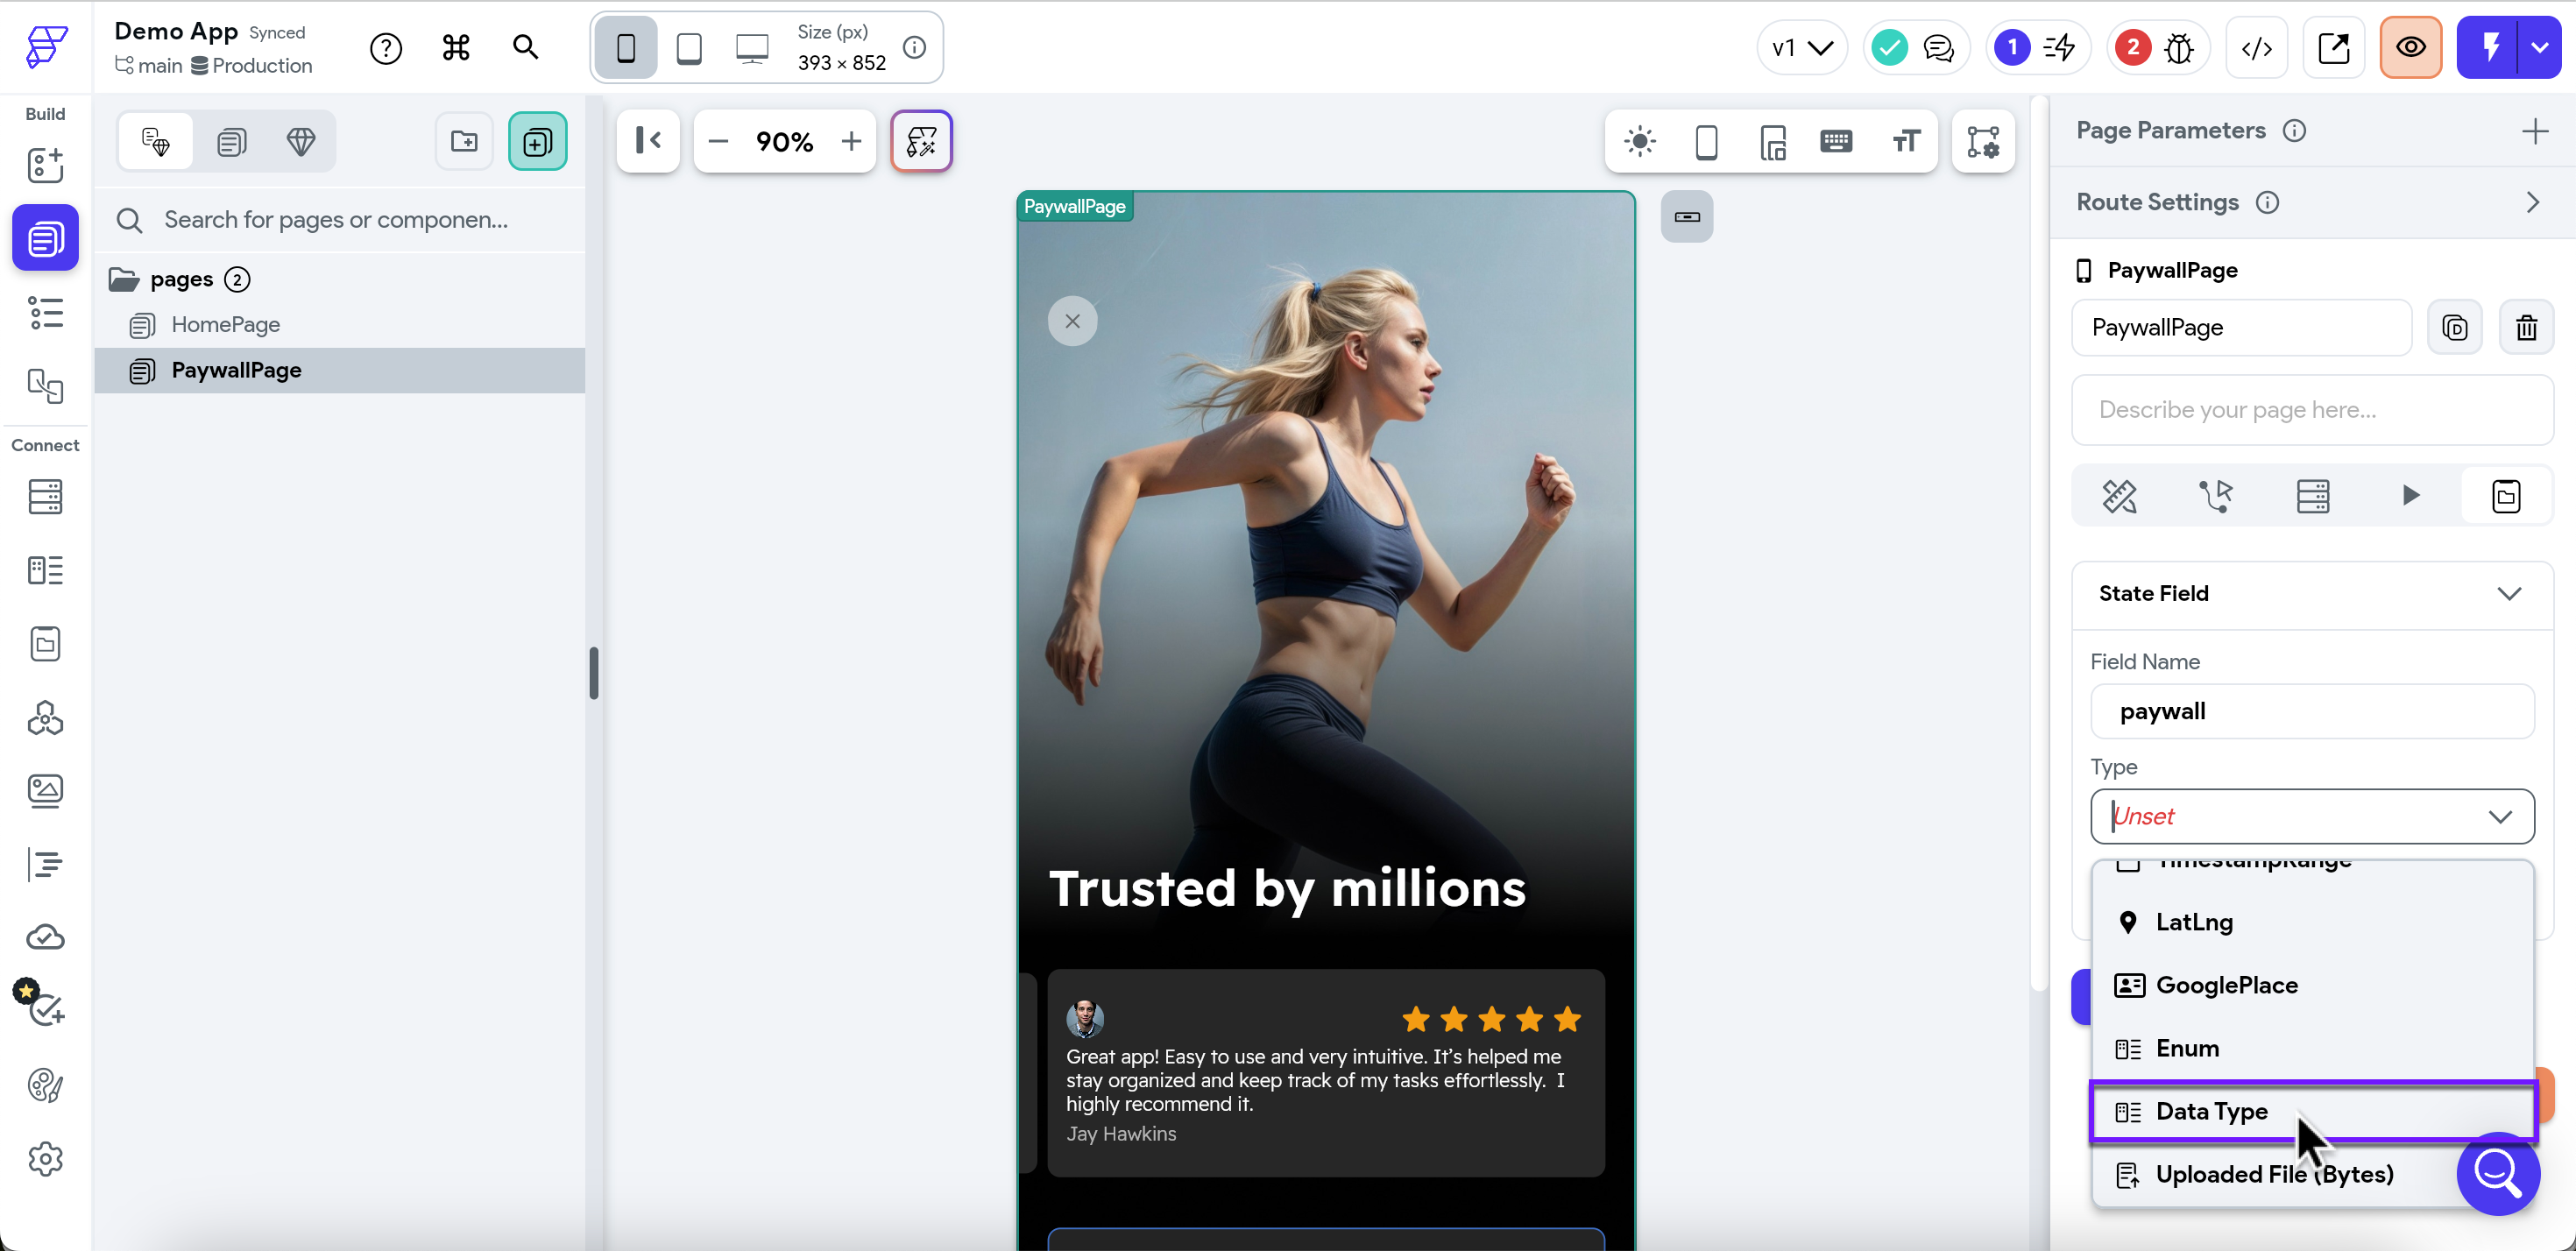 Demo App Synced
main Production
Size (px)
393 × 852
v1
1
2
Build
Connect
Search for pages or componen...
pages 2
HomePage
PaywallPage
90%
PaywallPage
Trusted by millions
Great app! Easy to use and very intuitive. It's helped me
stay organized and keep track of my tasks effortlessly. I
highly recommend it.
Jay Hawkins
Page Parameters
Route Settings
PaywallPage
PaywallPage
Describe your page here...
State Field
Field Name
paywall
Type
Unset
TimestampRange
LatLng
GooglePlace
Enum
Data Type
Uploaded File (Bytes)